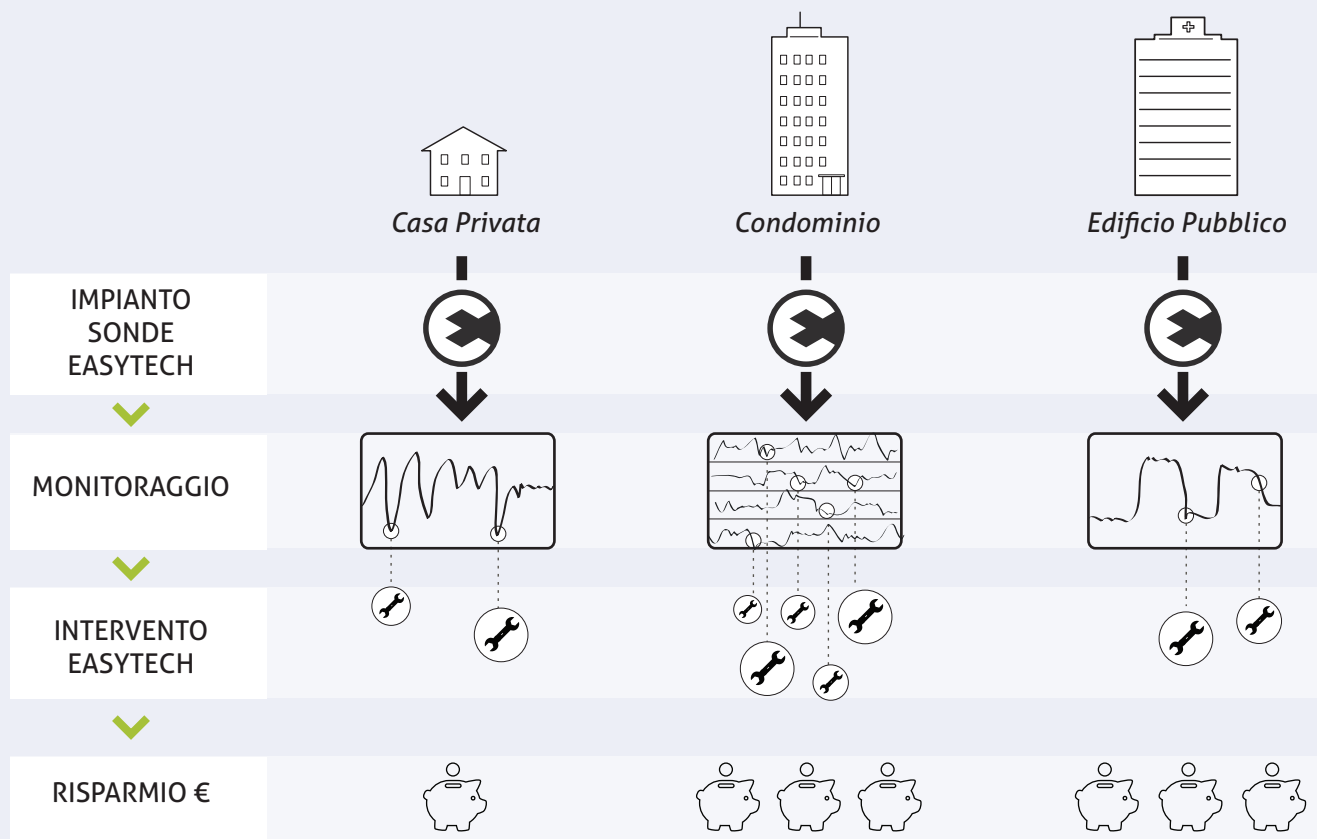 Casa Privata
Condominio
Edificio Pubblico
IMPIANTO
SONDE
EASYTECH
MONITORAGGIO
INTERVENTO
EASYTECH
RISPARMIO €